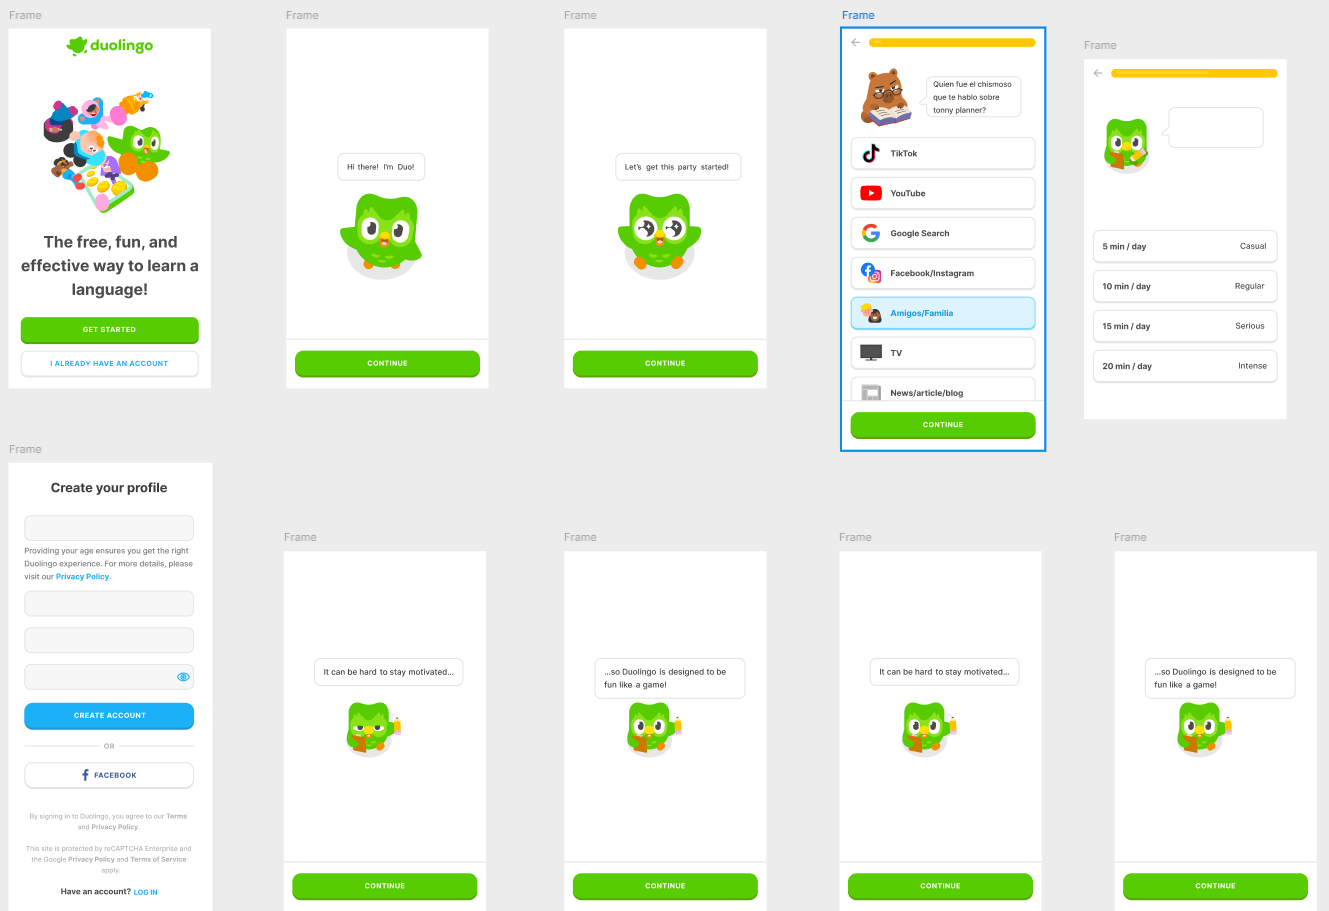 Frame
duolingo
The free, fun, and
effective way to learn a
language!
GET STARTED
I ALREADY HAVE AN ACCOUNT
Frame
Hi there! I'm Duo!
CONTINUE
Frame
Let's get this party started!
CONTINUE
Frame
Quien fue el chismoso
que te hablo sobre
tonny planner?
TikTok
YouTube
Google Search
Facebook/Instagram
Amigos/Familia
TV
News/article/blog
CONTINUE
Frame
5 min / day Casual
10 min / day Regular
15 min / day Serious
20 min / day Intense
Frame
Create your profile
Providing your age ensures you get the right
Duolingo experience. For more details, please
visit our Privacy Policy.
CREATE ACCOUNT
OR
FACEBOOK
By signing in to Duolingo, you agree to our Terms
and Privacy Policy.
This site is protected by reCAPTCHA Enterprise and
the Google Privacy Policy and Terms of Service
apply.
Have an account? LOG IN
Frame
It can be hard to stay motivated...
CONTINUE
Frame
...so Duolingo is designed to be
fun like a game!
CONTINUE
Frame
It can be hard to stay motivated...
CONTINUE
Frame
...so Duolingo is designed to be
fun like a game!
CONTINUE